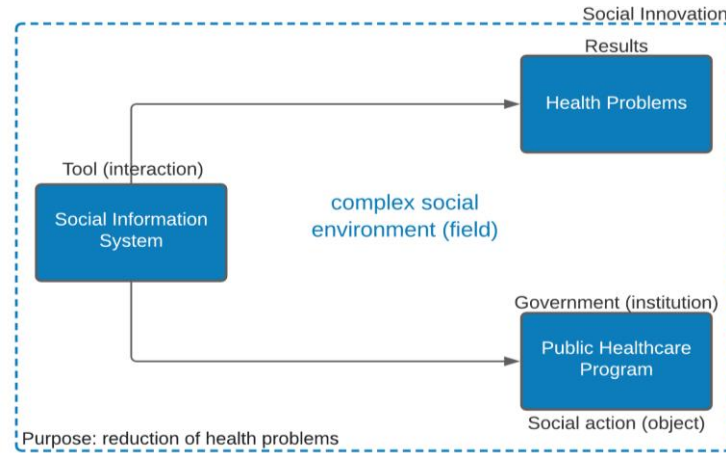 Social Innovation
Results
Health Problems
Tool (interaction)
Social Information
System
complex social
environment (field)
Government (institution)
Public Healthcare
Program
Social action (object)
Purpose: reduction of health problems